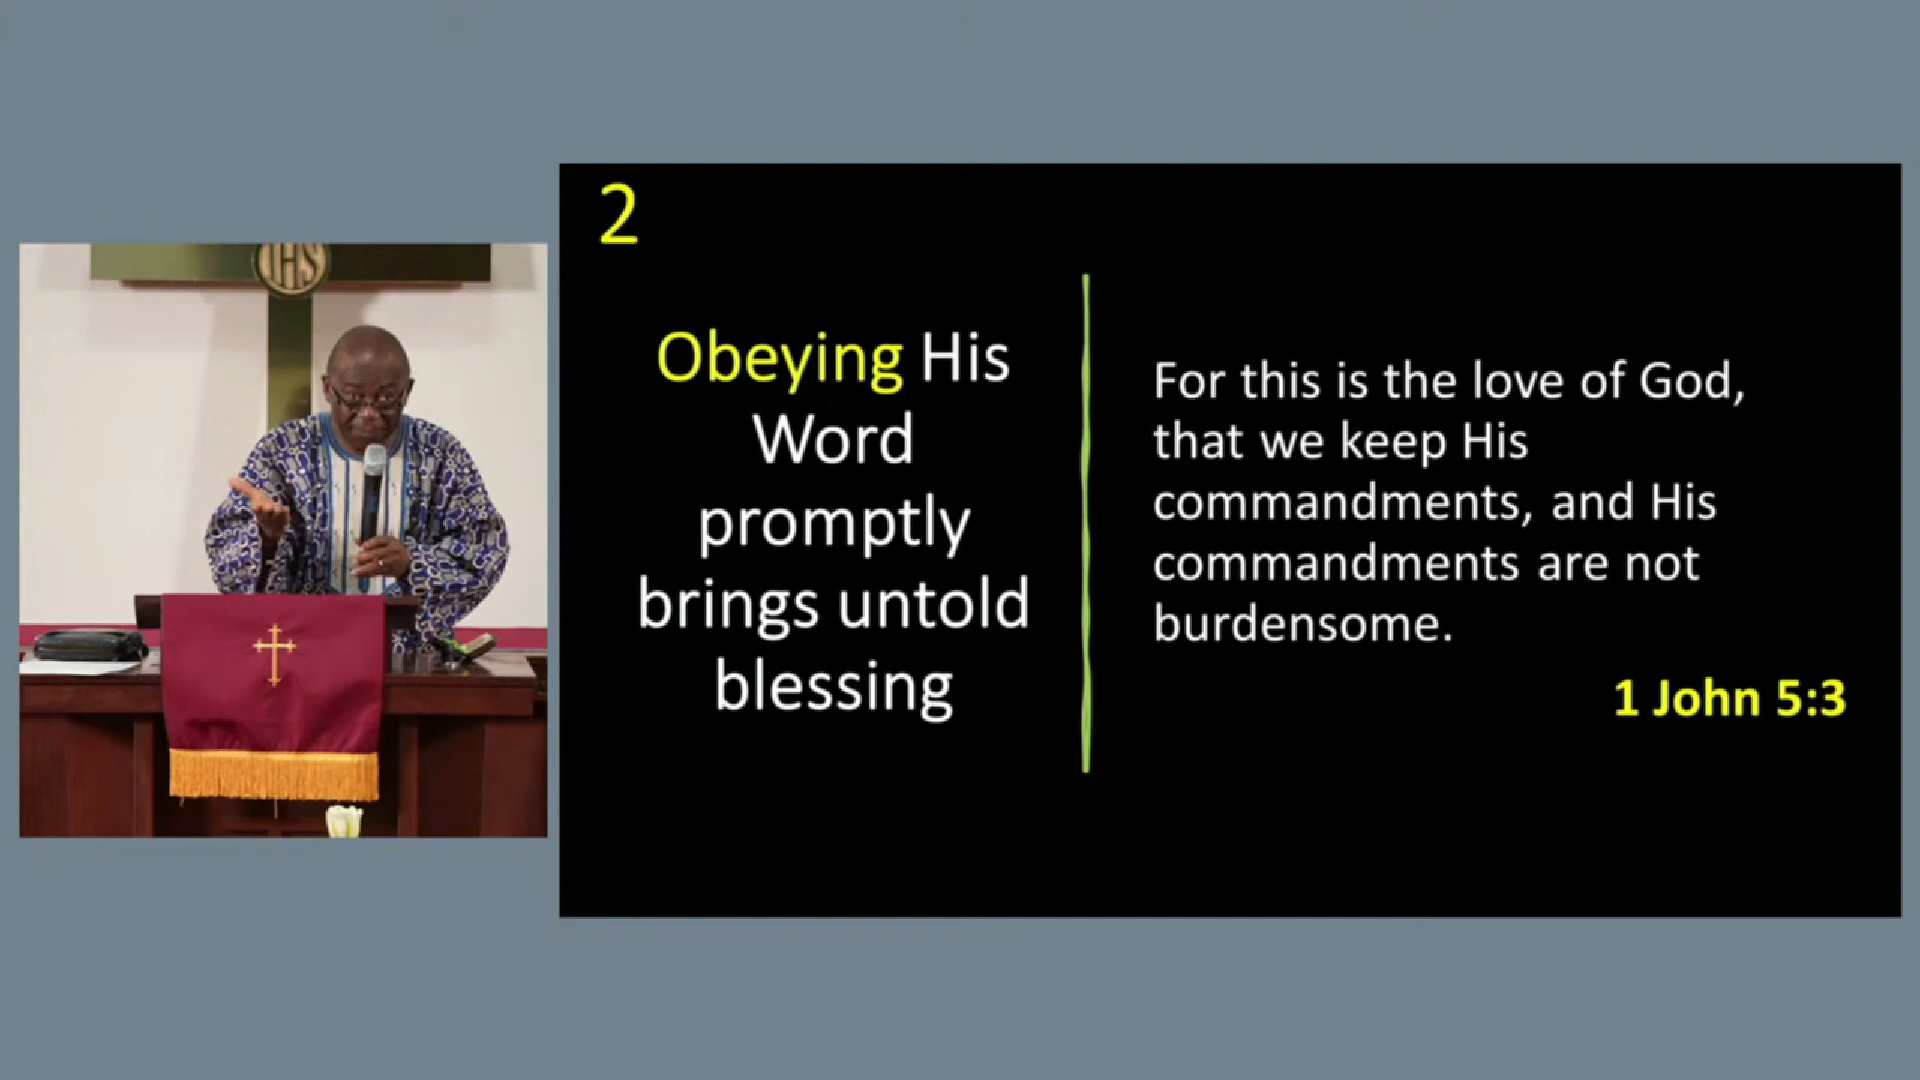 IHS
2
Obeying His
Word
promptly
brings untold
blessing
For this is the love of God,
that we keep His
commandments, and His
commandments are not
burdensome.
1 John 5:3